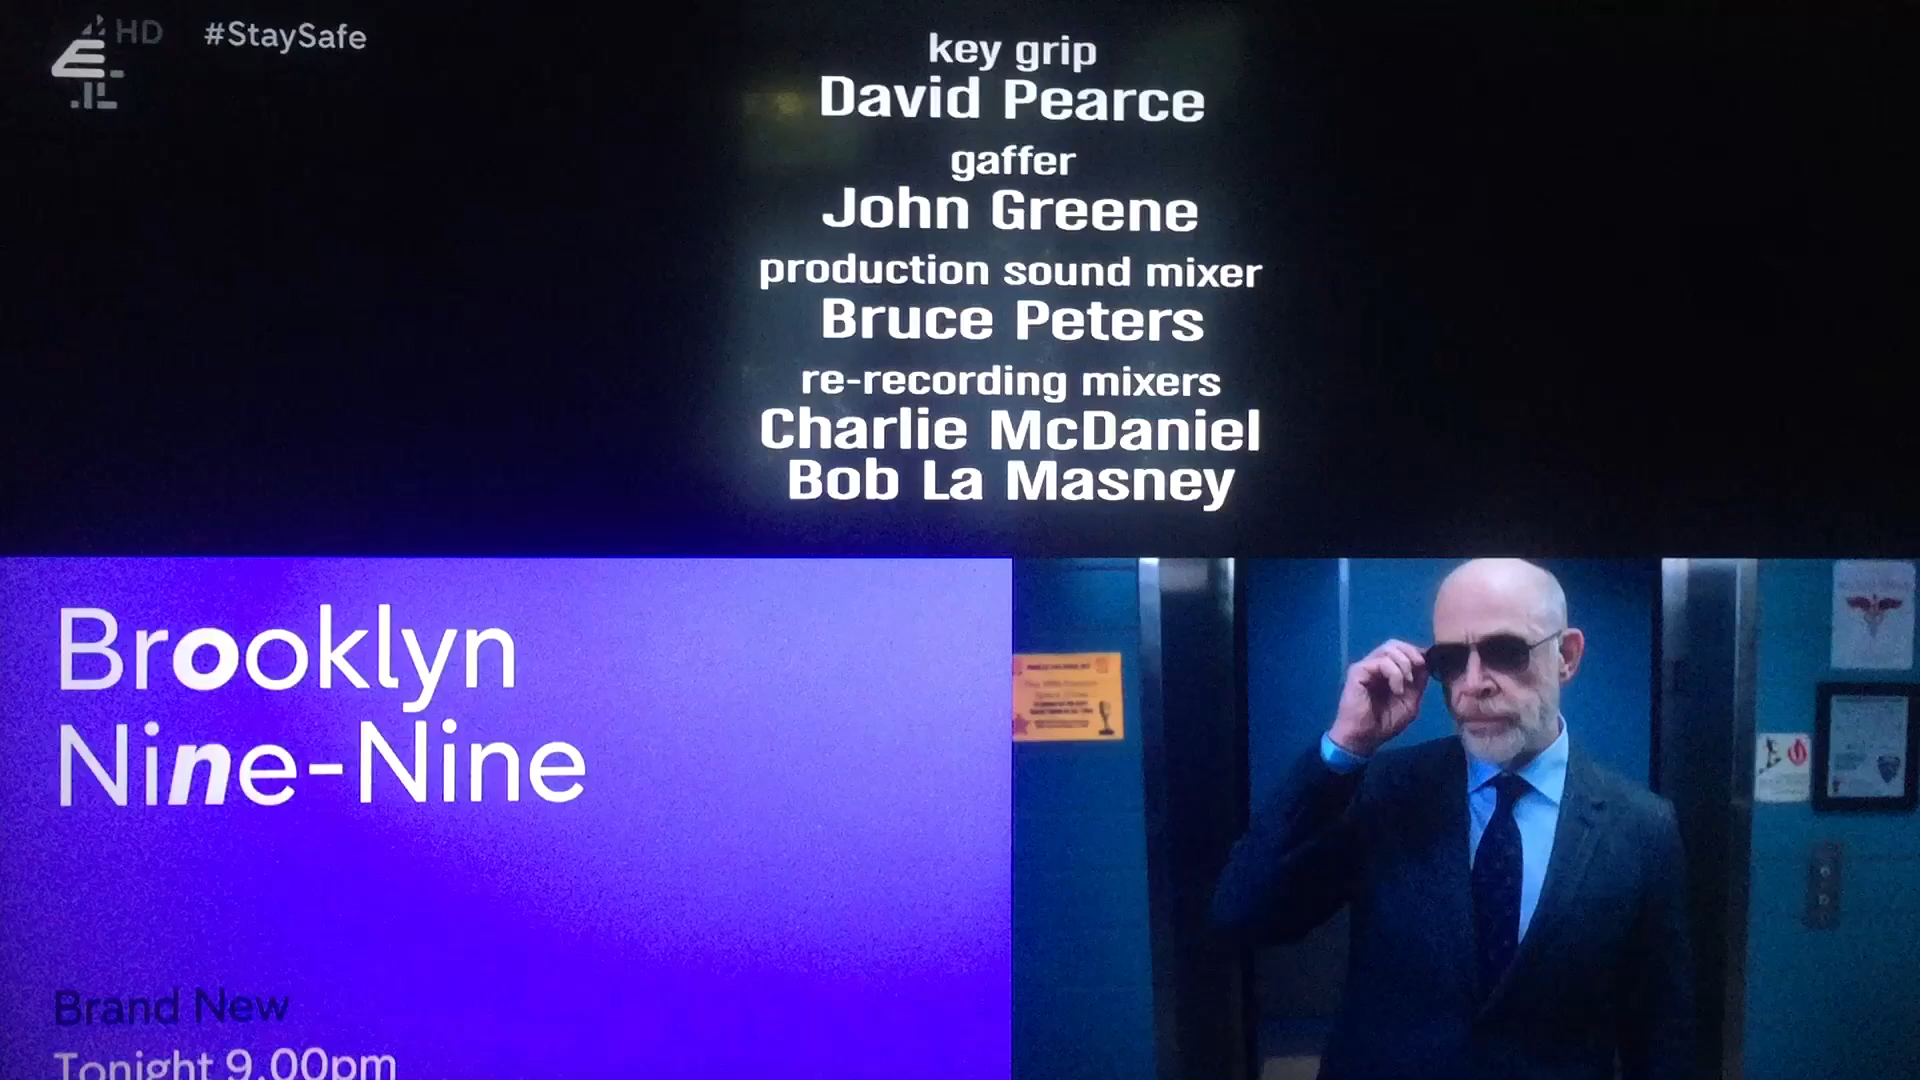 HD #StaySafe
key grip
David Pearce
gaffer
John Greene
production sound mixer
Bruce Peters
re-recording mixers
Charlie McDaniel
Bob La Masney
Brooklyn
Nine-Nine
Brand New
Tonight 9.00pm